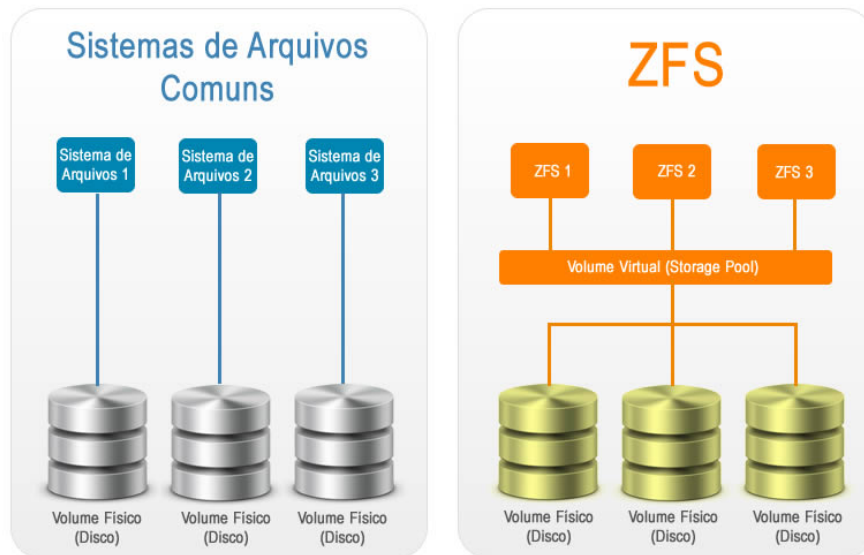 Sistemas de Arquivos
Comuns
Sistema de
Arquivos 1
Sistema de
Arquivos 2
Sistema de
Arquivos 3
Volume Físico
(Disco)
Volume Físico
(Disco)
Volume Físico
(Disco)
ZFS
ZFS 1
ZFS 2
ZFS 3
Volume Virtual (Storage Pool)
Volume Físico
(Disco)
Volume Físico
(Disco)
Volume Físico
(Disco)